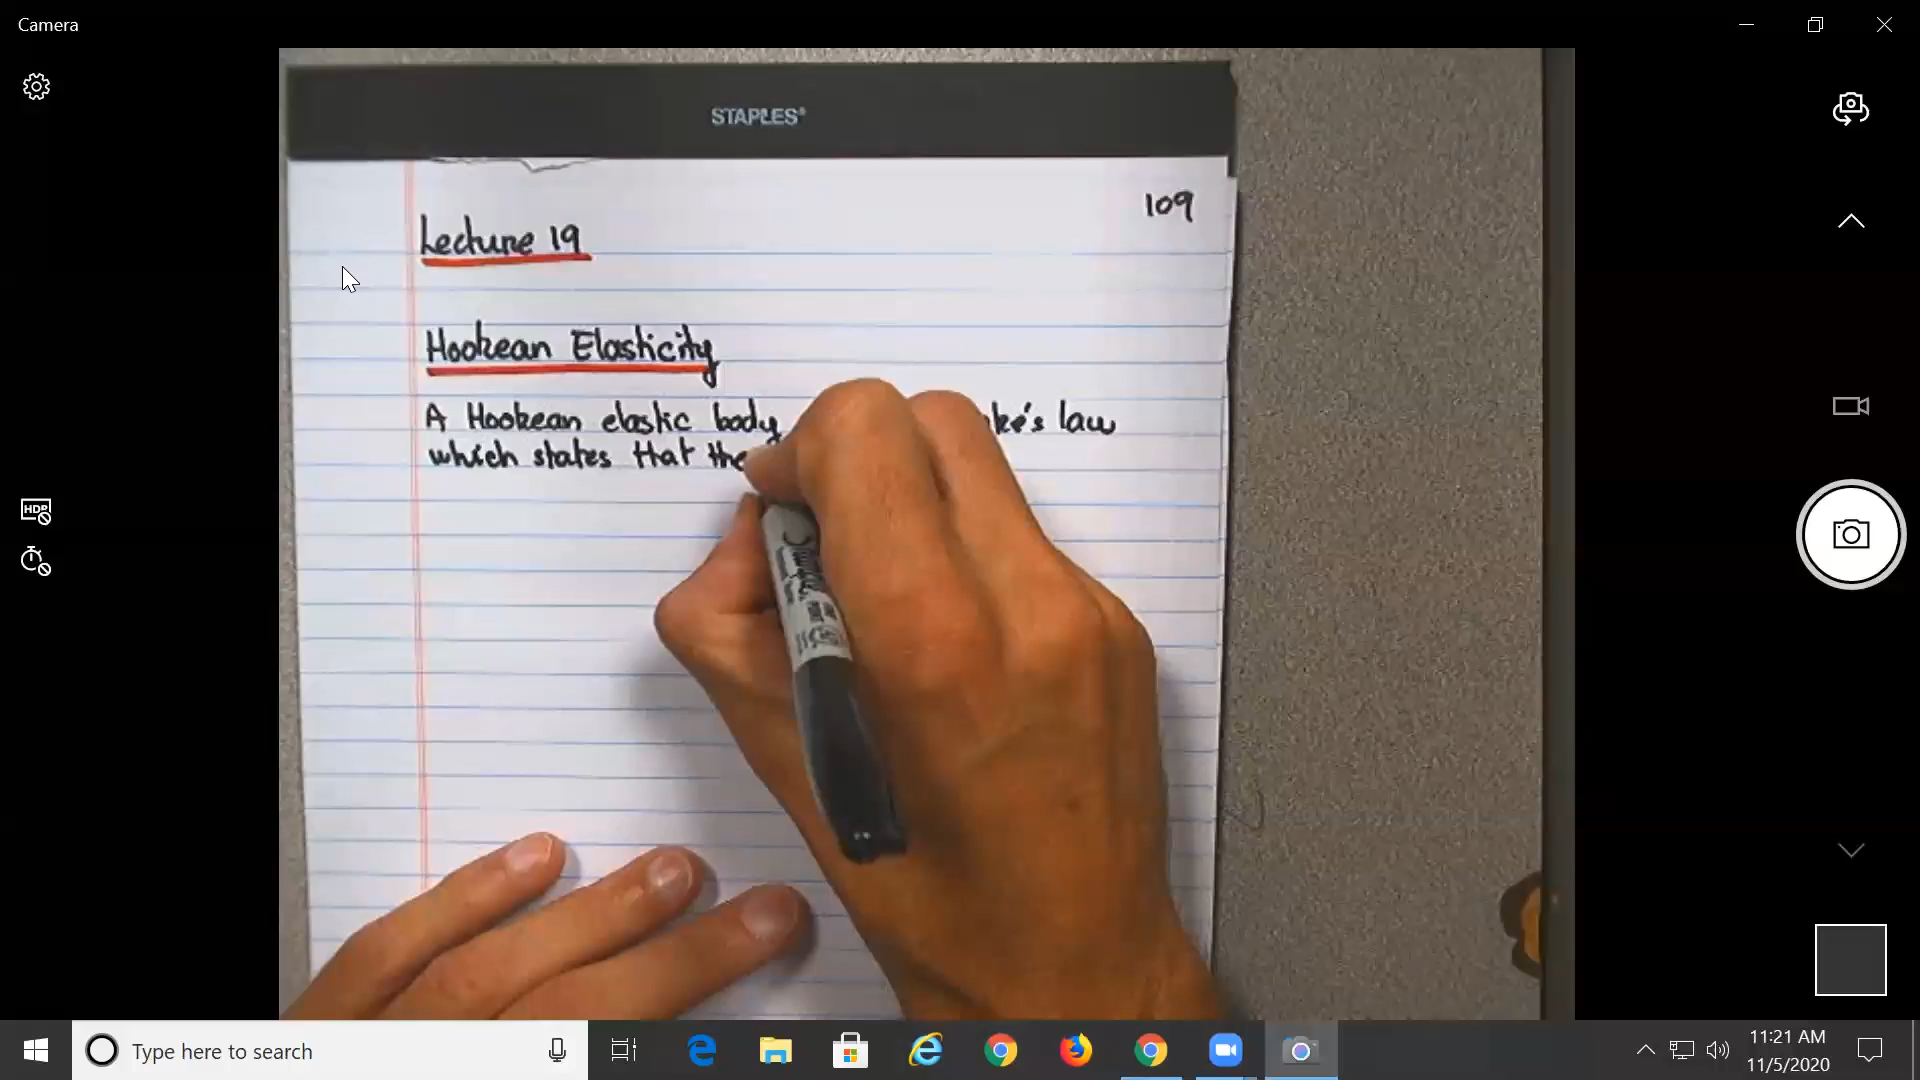 Camera
STAPLES
109
Lecture 19
Hookean Elasticity
A Hookean elastic body ke's law
which states that the
Type here to search
11:21 AM
11/5/2020